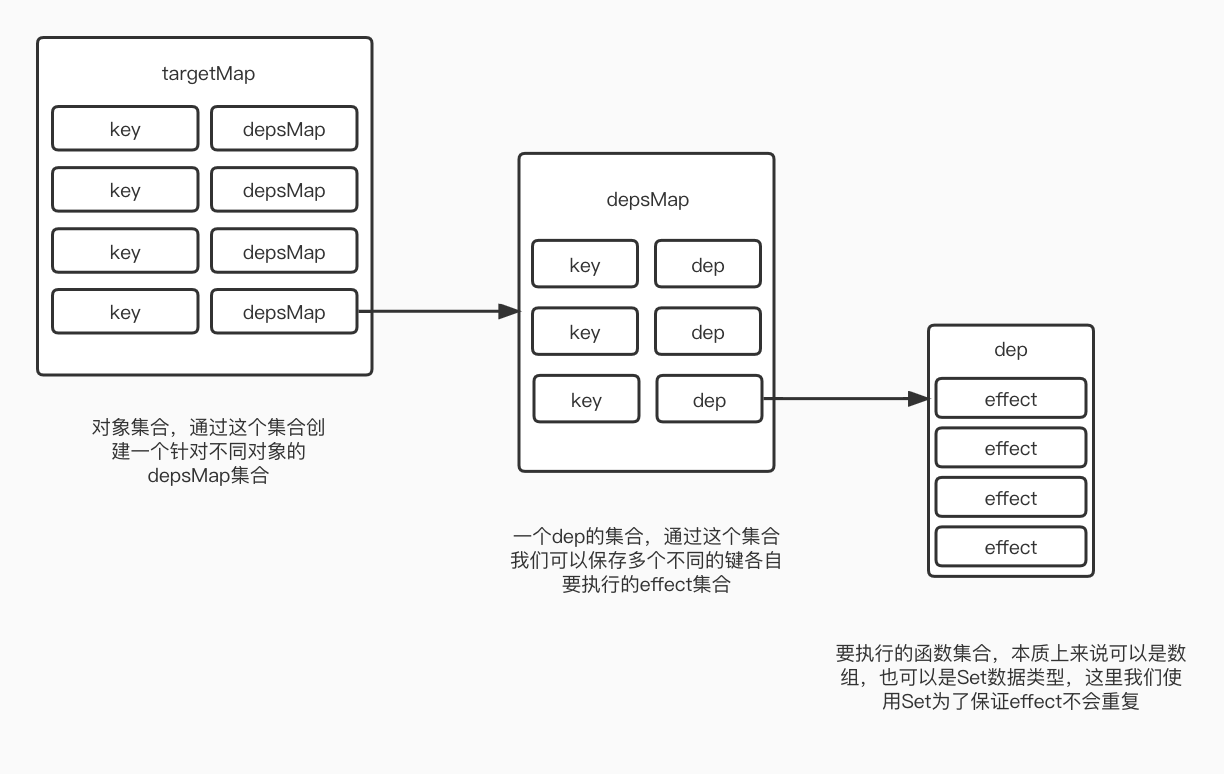 targetMap
key
depsMap
key
depsMap
key
depsMap
key
depsMap
对象集合，通过这个集合创
建一个针对不同对象的
depsMap集合
depsMap
key
dep
key
dep
key
dep
一个dep的集合，通过这个集合
我们可以保存多个不同的键各自
要执行的effect集合
dep
effect
effect
effect
effect
要执行的函数集合，本质上来说可以是数
组，也可以是Set数据类型，这里我们使
用Set为了保证effect不会重复